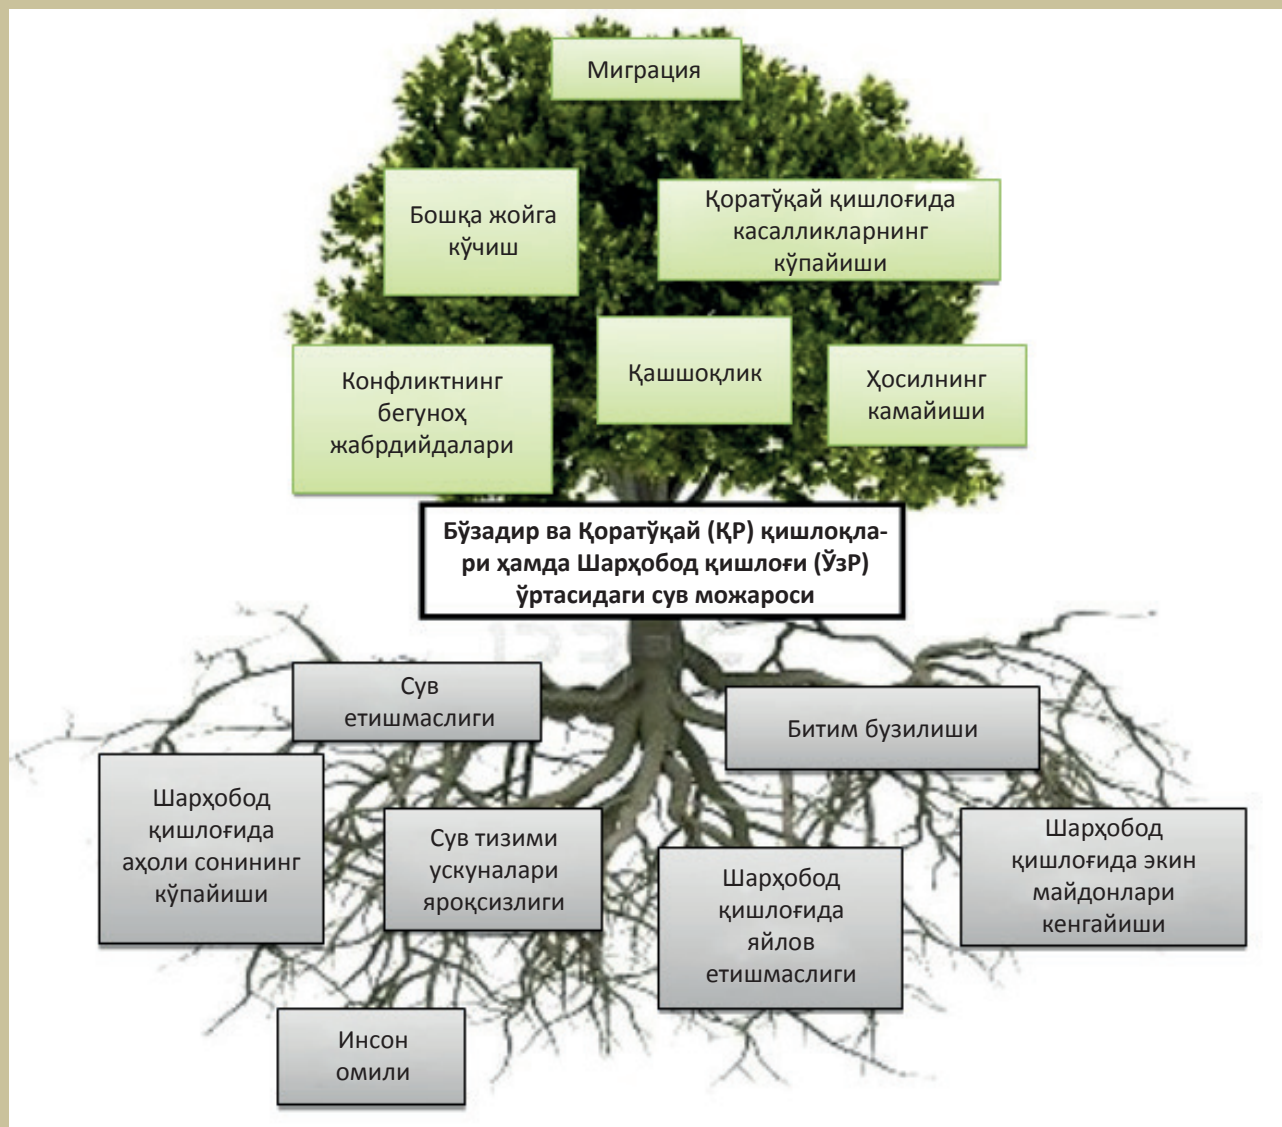 Миграция
Бошқа жойга
кўчиш
Қоратўқай қишлоғида
касалликларнинг
кўпайиши
Конфликтнинг
бегуноҳ
жабрдийдалари
Қашшоқлик
Ҳосилнинг
камайиши
Бўзадир ва Қоратўқай (ҚР) қишлоқла-
ри ҳамда Шарҳобод қишлоғи (ЎзР)
ўртасидаги сув можароси
Сув
етишмаслиги
Битим бузилиши
Шарҳобод
қишлоғида
аҳоли сонининг
кўпайиши
Сув тизими
ускуналари
яроқсизлиги
Шарҳобод
қишлоғида
яйлов
етишмаслиги
Шарҳобод
қишлоғида экин
майдонлари
кенгайиши
Инсон
омили